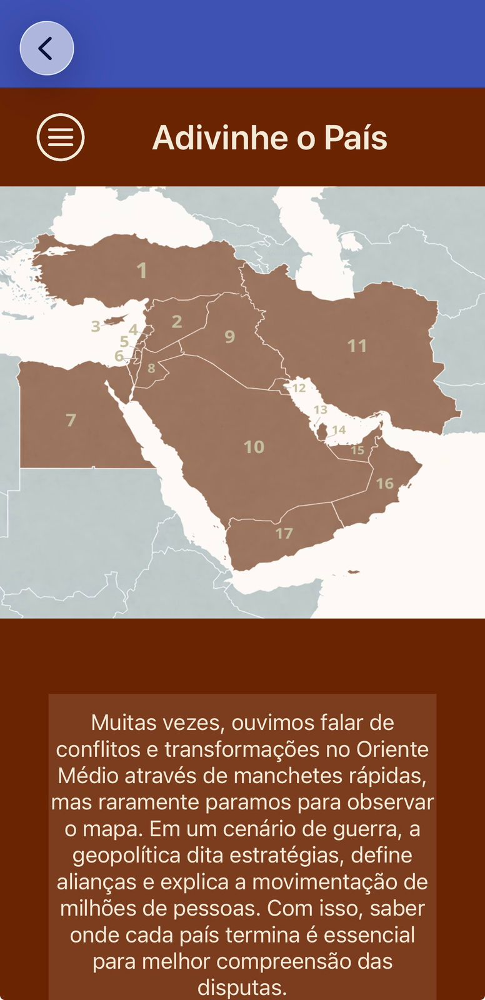 Adivinhe o País
1
2
3
4
5
6
7
8
9
10
11
12
13
14
15
16
17
Muitas vezes, ouvimos falar de
conflitos e transformações no Oriente
Médio através de manchetes rápidas,
mas raramente paramos para observar
o mapa. Em um cenário de guerra, a
geopolítica dita estratégias, define
alianças e explica a movimentação de
milhões de pessoas. Com isso, saber
onde cada país termina é essencial
para melhor compreensão das
disputas.